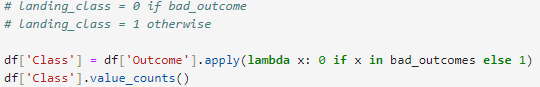 # landing_class = 0 if bad_outcome
# landing_class = 1 otherwise
df['Class'] = df['Outcome'].apply(lambda x: 0 if x in bad_outcomes else 1)
df['Class'].value_counts()